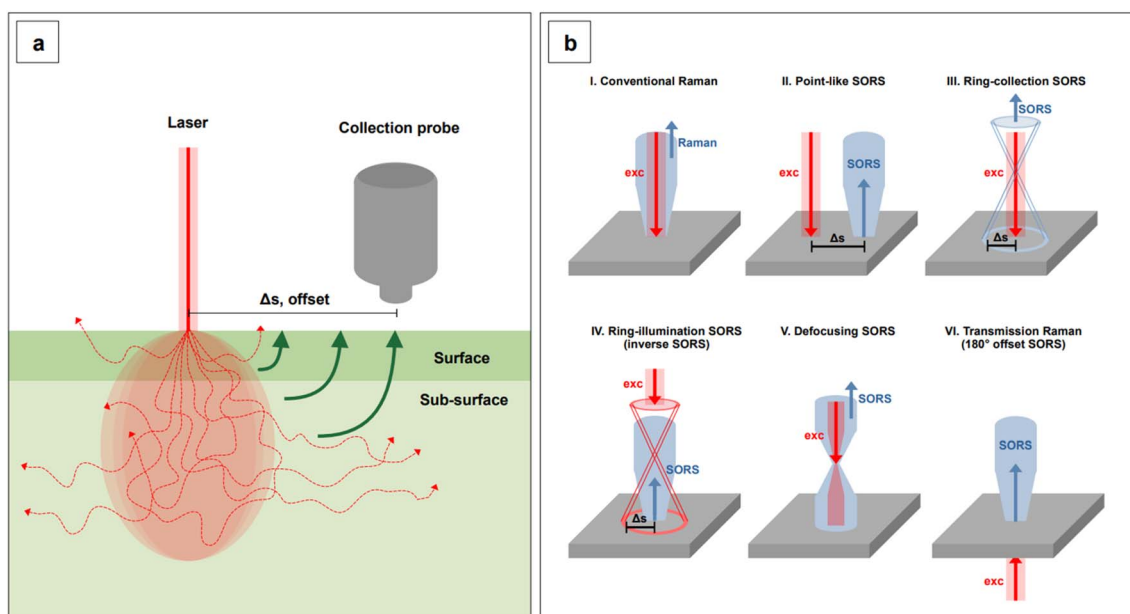 a
Laser
Collection probe
Δs, offset
Surface
Sub-surface
b
I. Conventional Raman
exc
Raman
II. Point-like SORS
exc
SORS
Δs
III. Ring-collection SORS
SORS
exc
Δs
IV. Ring-illumination SORS
(inverse SORS)
exc
SORS
Δs
V. Defocusing SORS
SORS
exc
VI. Transmission Raman
(180° offset SORS)
SORS
exc